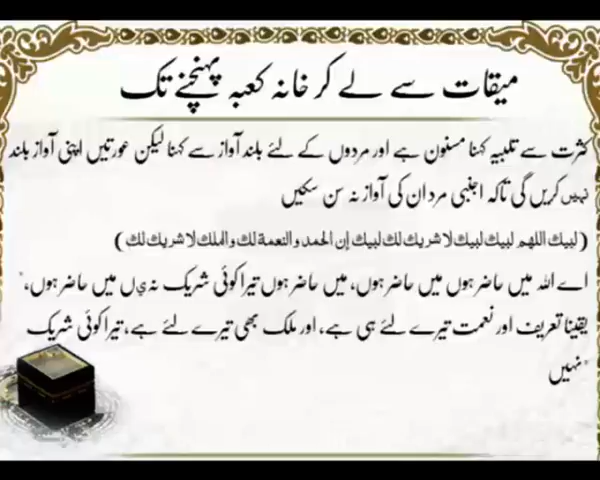 میقات سے لے کر خانہ کعبہ پہنچنے تک
کثرت سے تلبیہ کہنا مسنون ہے اور مردوں کے لئے بلند آواز سے کہنا لیکن عورتیں اپنی آواز بلند
نہیں کریں گی تاکہ اجنبی مرد ان کی آواز نہ سن سکیں
( لبيك اللهم لبيك لبيك لا شريك لك لبيك إن الحمد و النعمة لك و الملك لا شريك لك )
اے اللہ میں حاضر ہوں میں حاضر ہوں، میں حاضر ہوں تیرا کوئی شریک نہیں میں حاضر ہوں، "
یقینا تعریف اور نعمت تیرے لئے ہی ہے، اور ملک بھی تیرے لئے ہے، تیرا کوئی شریک
" نہیں